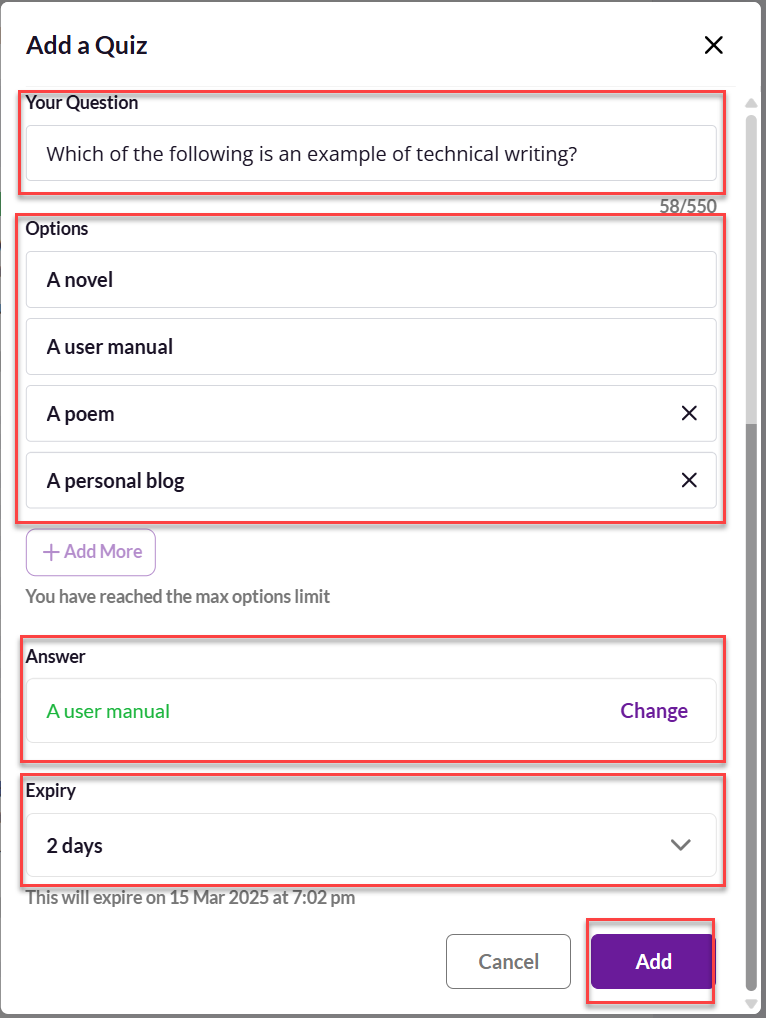 Add a Quiz
Your Question
Which of the following is an example of technical writing?
58/550
Options
A novel
A user manual
A poem
A personal blog
+ Add More
You have reached the max options limit
Answer
A user manual Change
Expiry
2 days
This will expire on 15 Mar 2025 at 7:02 pm
Cancel Add